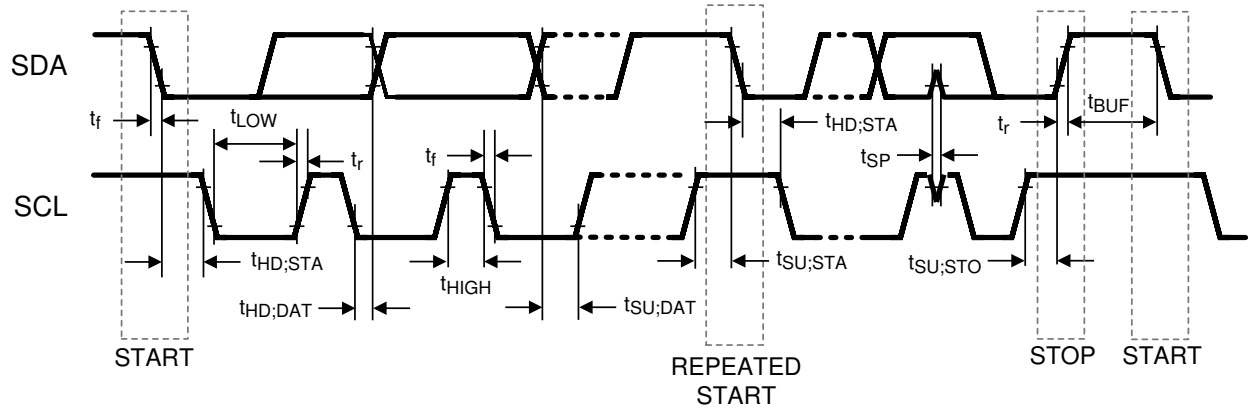 SDA
t_f
t_LOW
t_r
t_f
t_HD;STA
t_SP
t_r
t_BUF
SCL
t_HD;STA
t_HD;DAT
t_HIGH
t_SU;DAT
t_SU;STA
t_SU;STO
START
REPEATED
START
STOP
START